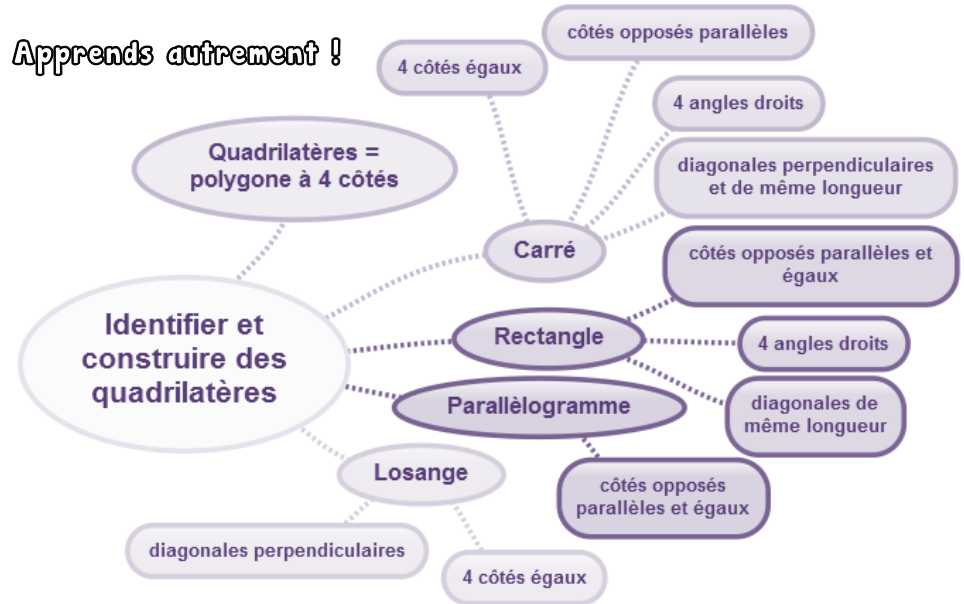 Apprends autrement !
Quadrilatères =
polygone à 4 côtés
Identifier et
construire des
quadrilatères
Carré
4 côtés égaux
côtés opposés parallèles
4 angles droits
diagonales perpendiculaires
et de même longueur
Rectangle
côtés opposés parallèles et
égaux
4 angles droits
diagonales de
même longueur
Parallèlogramme
côtés opposés
parallèles et égaux
Losange
diagonales perpendiculaires
4 côtés égaux